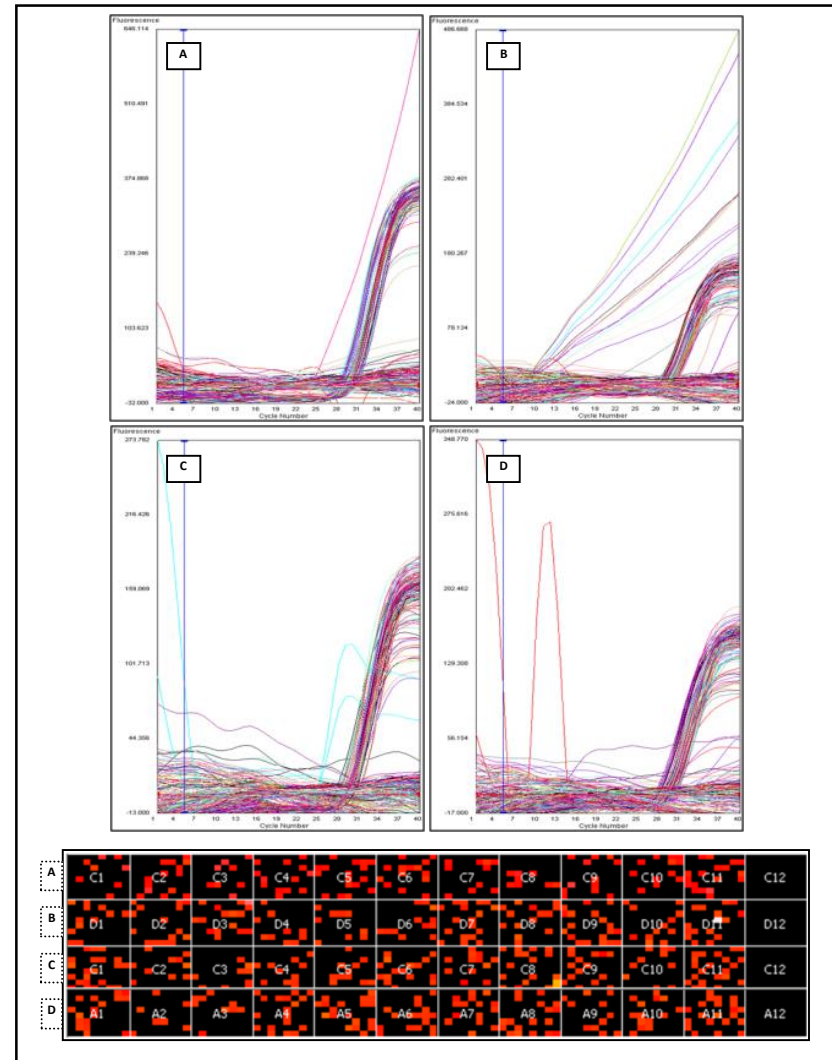 Fluorescence
646.114
A
510.491
374.868
239.246
103.623
-32.000
1 4 7 10 13 16 19 22 25 28 31 34 37 40
Cycle Number
Fluorescence
486.668
B
384.534
282.401
180.267
78.134
-24.000
1 4 7 10 13 16 19 22 25 28 31 34 37 40
Cycle Number
Fluorescence
273.782
C
216.426
159.069
101.713
44.356
-13.000
1 4 7 10 13 16 19 22 25 28 31 34 37 40
Cycle Number
Fluorescence
348.770
D
275.616
202.462
129.308
56.154
-17.000
1 4 7 10 13 16 19 22 25 28 31 34 37 40
Cycle Number
A C1 C2 C3 C4 C5 C6 C7 C8 C9 C10 C11 C12
B D1 D2 D3 D4 D5 D6 D7 D8 D9 D10 D11 D12
C C1 C2 C3 C4 C5 C6 C7 C8 C9 C10 C11 C12
D A1 A2 A3 A4 A5 A6 A7 A8 A9 A10 A11 A12